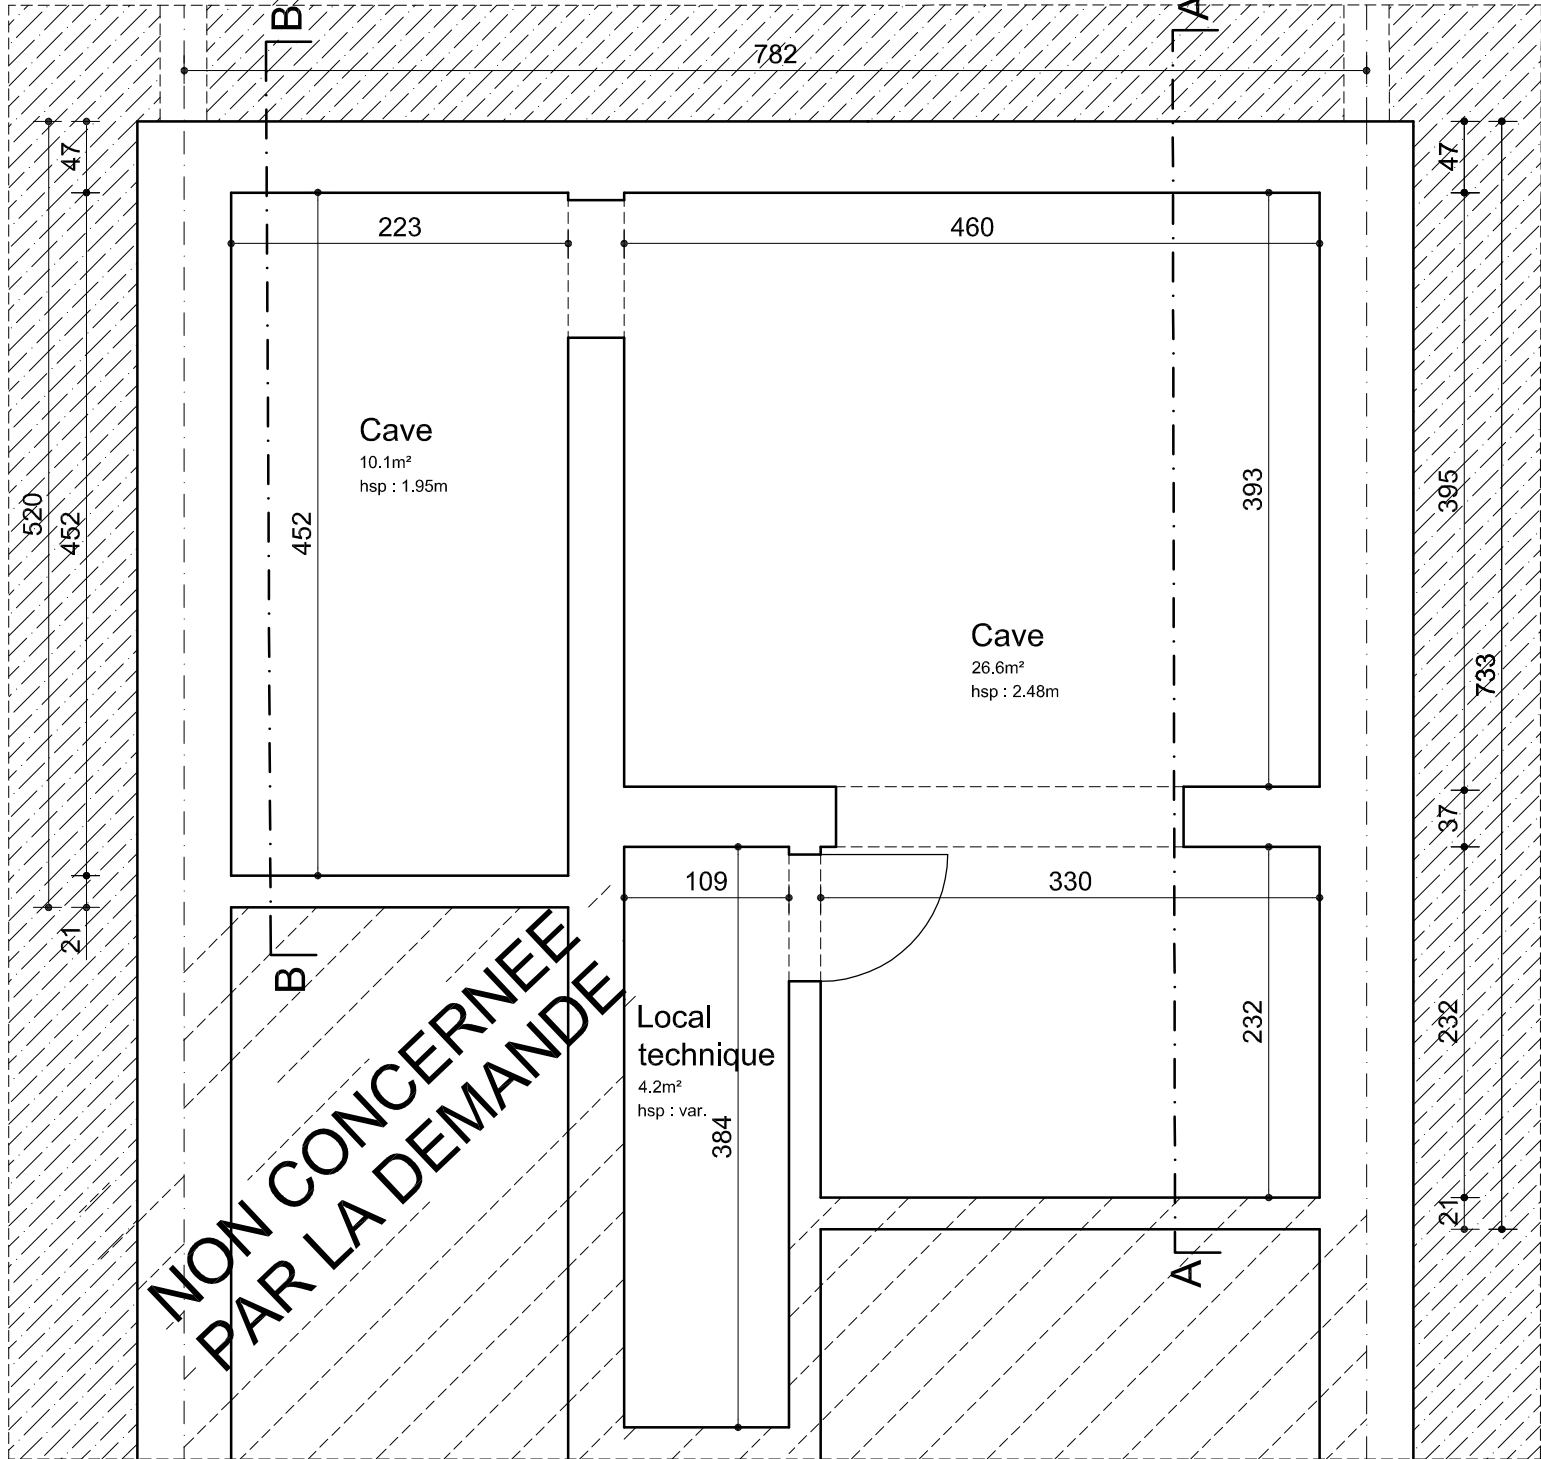 B
A
782
47
47
223
460
Cave
10.1m²
hsp : 1.95m
520
452
452
393
395
Cave
26.6m²
hsp : 2.48m
733
37
109
330
21
B
NON CONCERNEE
PAR LA DEMANDE
Local
technique
4.2m²
hsp : var.
384
232
232
21
A